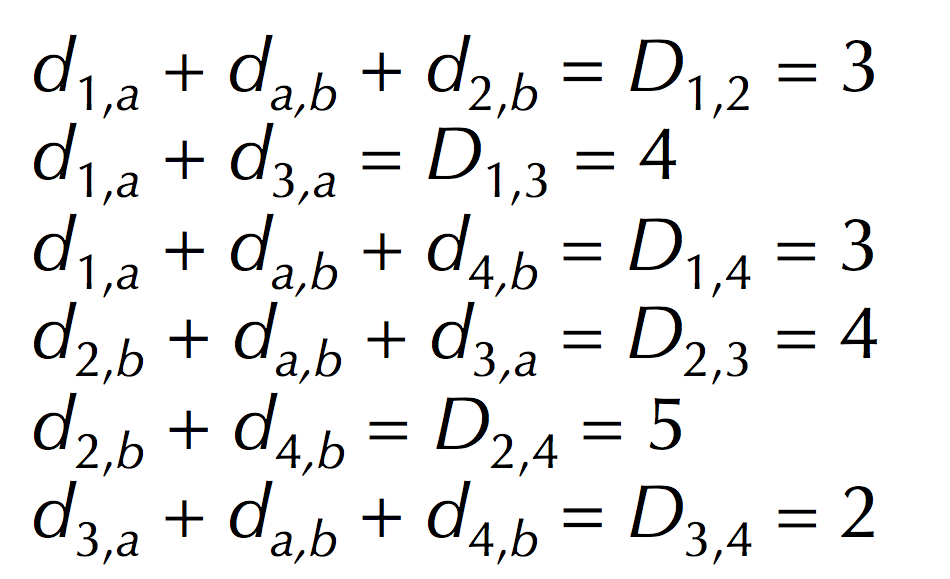 d₁,ₐ + dₐ,b + d₂,b = D₁,₂ = 3
d₁,ₐ + d₃,ₐ = D₁,₃ = 4
d₁,ₐ + dₐ,b + d₄,b = D₁,₄ = 3
d₂,b + dₐ,b + d₃,ₐ = D₂,₃ = 4
d₂,b + d₄,b = D₂,₄ = 5
d₃,ₐ + dₐ,b + d₄,b = D₃,₄ = 2